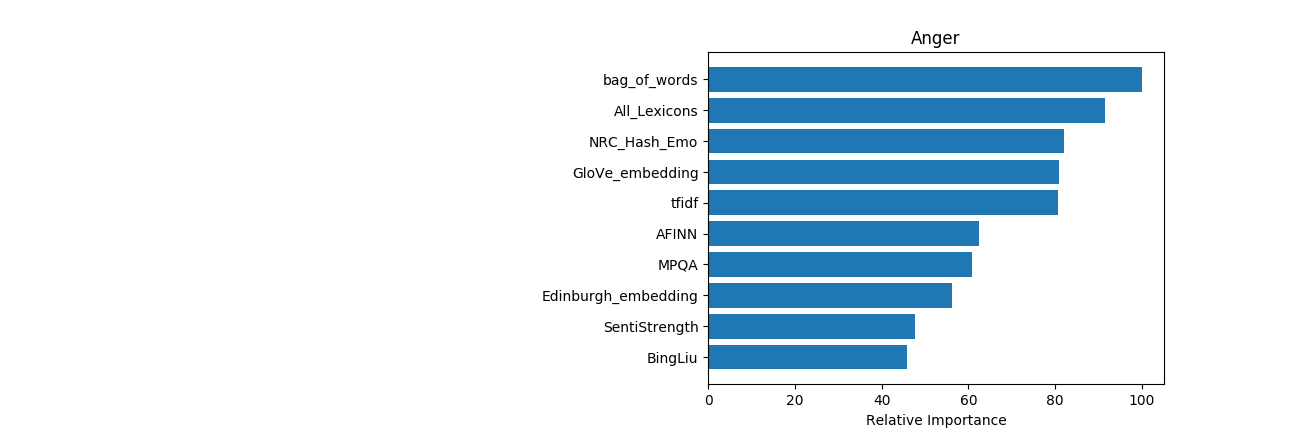 Anger
bag_of_words
All_Lexicons
NRC_Hash_Emo
GloVe_embedding
tfidf
AFINN
MPQA
Edinburgh_embedding
SentiStrength
BingLiu
0 20 40 60 80 100
Relative Importance